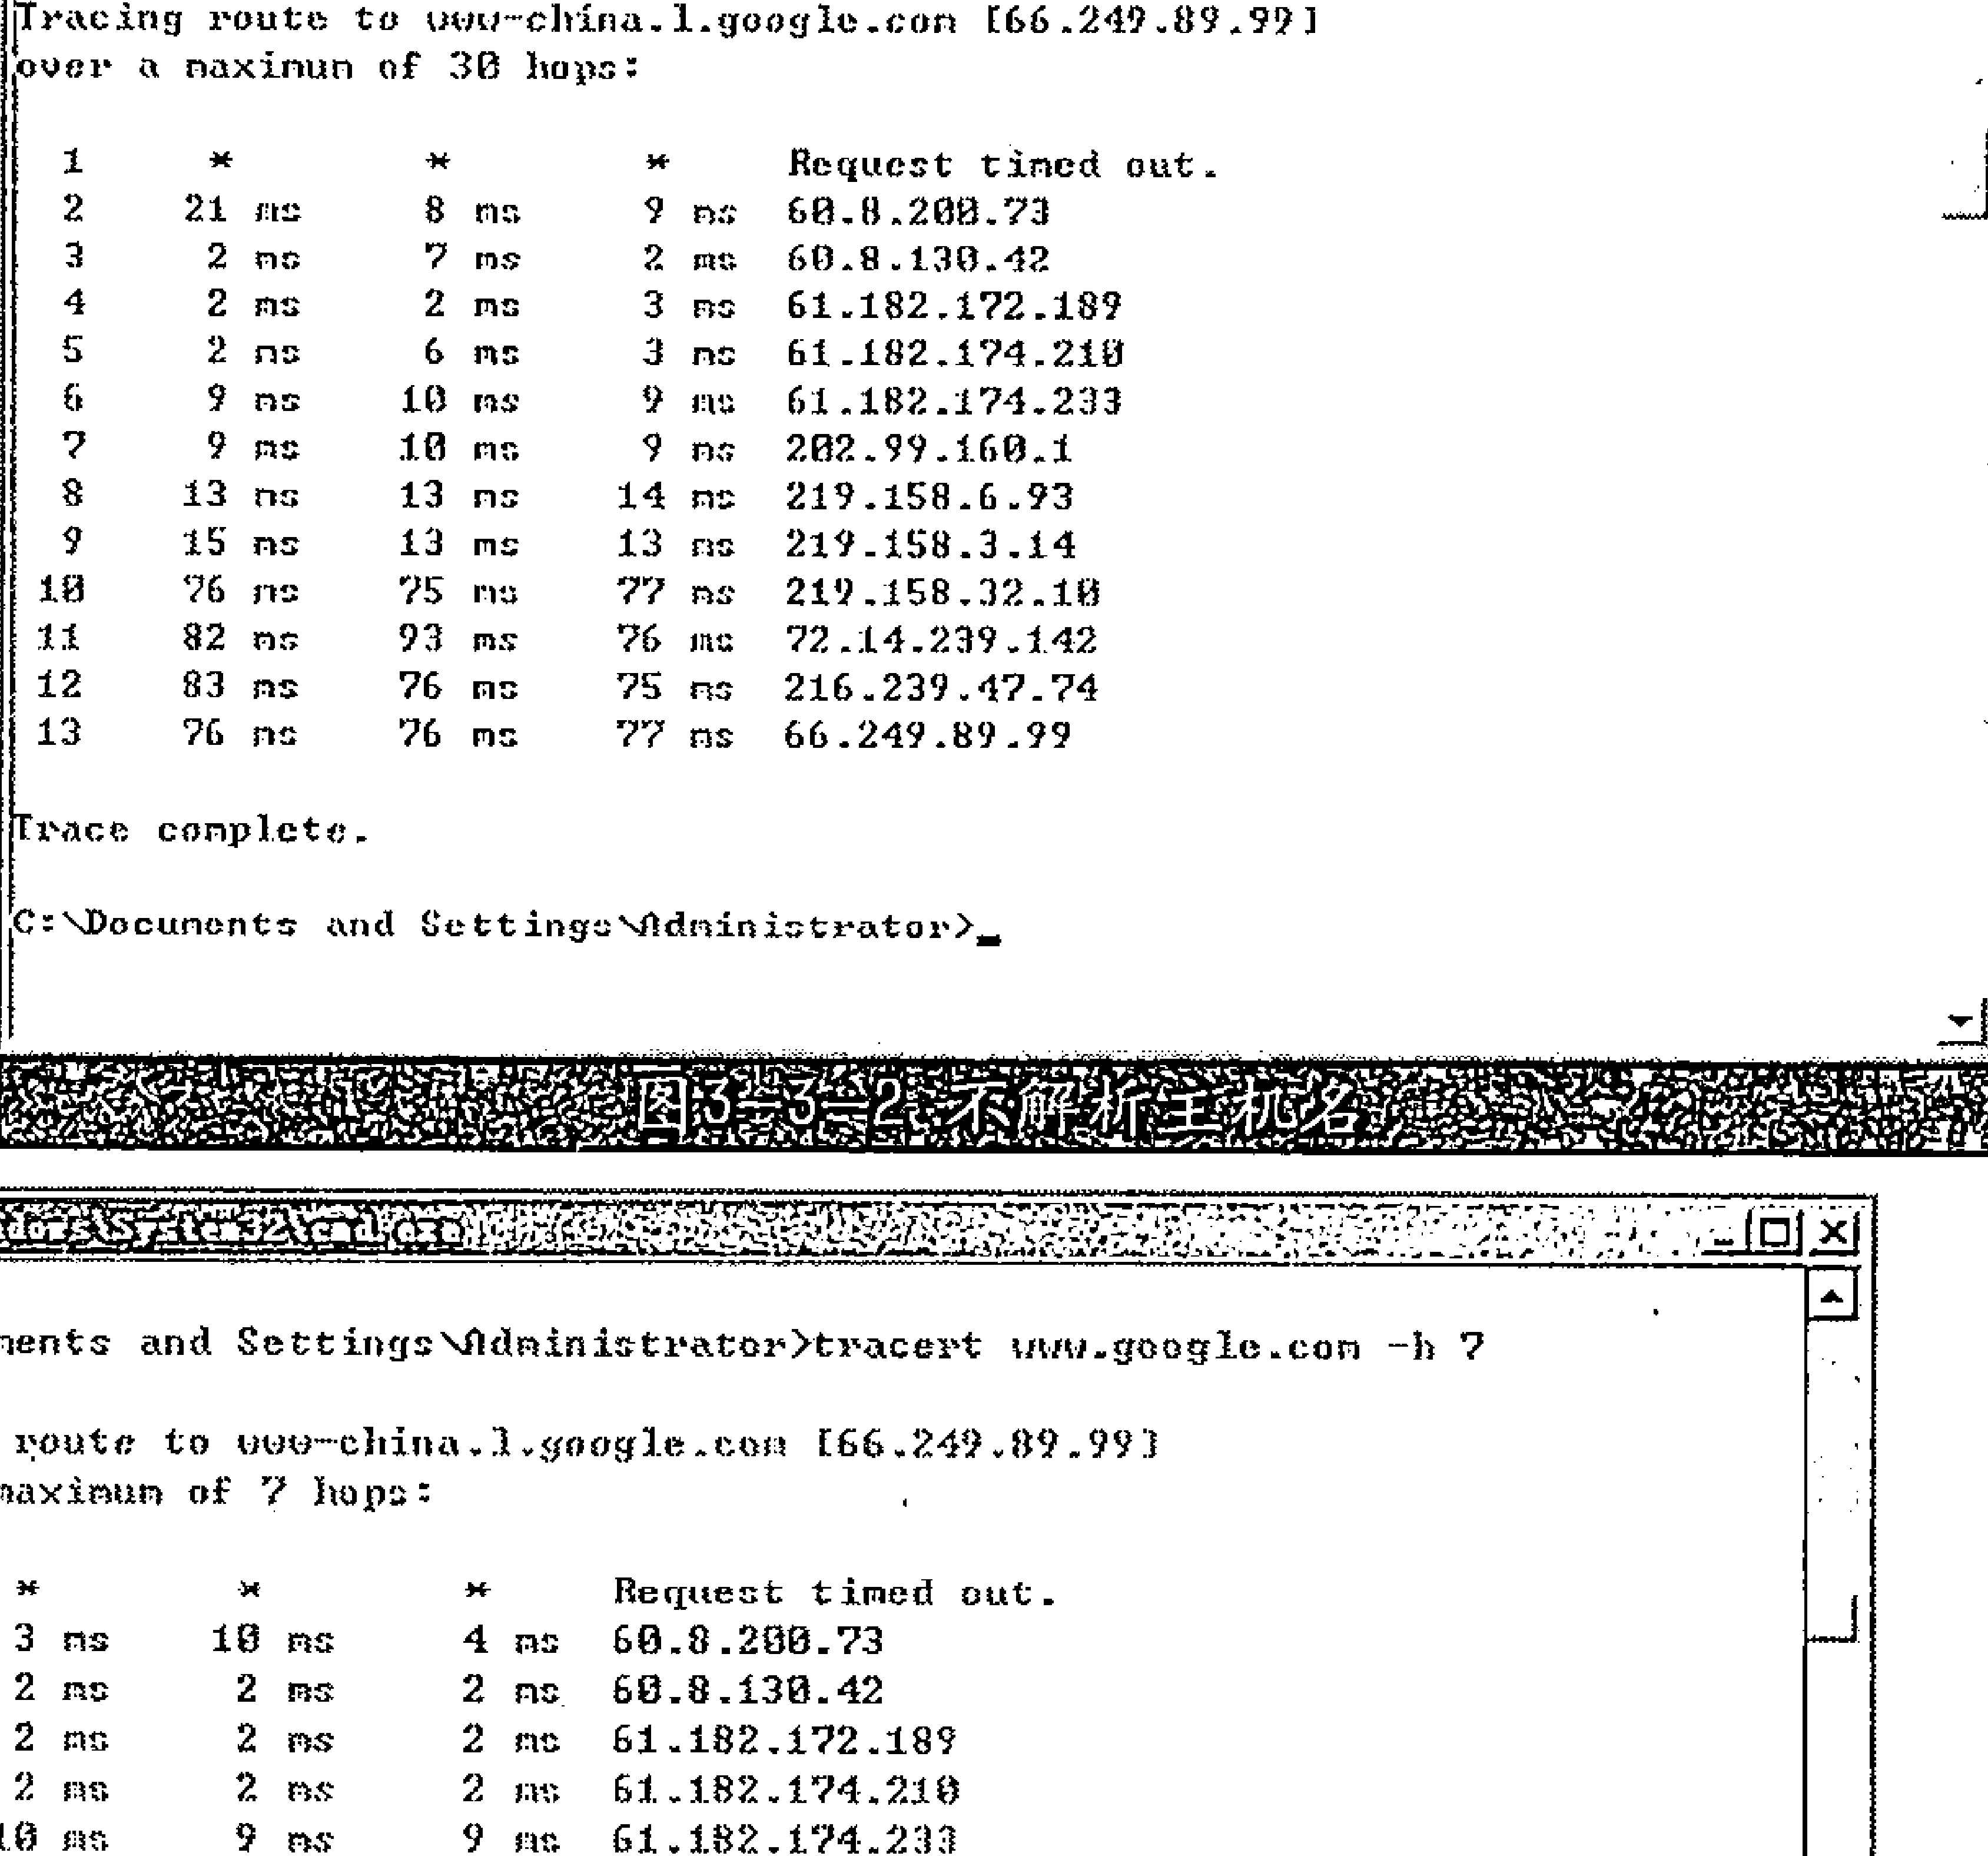 Tracing route to www-china.l.google.com [66.249.89.99]
over a maximum of 30 hops:
1 * * * Request timed out.
2 21 ms 8 ms 9 ms 60.8.200.73
3 2 ms 7 ms 2 ms 60.8.130.42
4 2 ms 2 ms 3 ms 61.182.172.189
5 2 ms 6 ms 3 ms 61.182.174.210
6 9 ms 10 ms 9 ms 61.182.174.233
7 9 ms 10 ms 9 ms 202.99.160.1
8 13 ms 13 ms 14 ms 219.158.6.93
9 15 ms 13 ms 13 ms 219.158.3.14
10 76 ms 75 ms 77 ms 219.158.32.10
11 82 ms 93 ms 76 ms 72.14.239.142
12 83 ms 76 ms 75 ms 216.239.47.74
13 76 ms 76 ms 77 ms 66.249.89.99
Trace complete.
C:\Documents and Settings\Administrator>_
图3-3-2 不解析主机名
dows\System32\cmd.exe
ments and Settings\Administrator>tracert www.google.com -h 7
route to www-china.l.google.com [66.249.89.99]
maximum of 7 hops:
* * * Request timed out.
3 ms 10 ms 4 ms 60.8.200.73
2 ms 2 ms 2 ms 60.8.130.42
2 ms 2 ms 2 ms 61.182.172.189
2 ms 2 ms 2 ms 61.182.174.210
10 ms 9 ms 9 ms 61.182.174.233